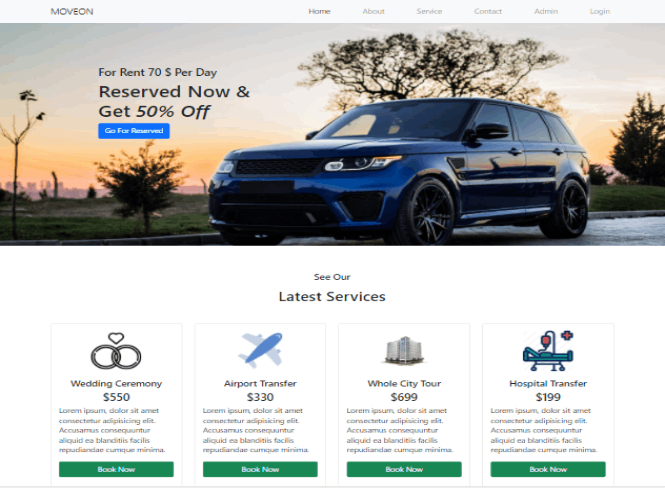 MOVEON Home About Service Contact Admin Login
For Rent 70 $ Per Day
Reserved Now &
Get 50% Off
Go For Reserved
See Our
Latest Services
Wedding Ceremony
$550
Lorem ipsum, dolor sit amet
consectetur adipisicing elit.
Accusamus consequuntur
aliquid ea blanditiis facilis
repudiandae cumque minima.
Book Now
Airport Transfer
$330
Lorem ipsum, dolor sit amet
consectetur adipisicing elit.
Accusamus consequuntur
aliquid ea blanditiis facilis
repudiandae cumque minima.
Book Now
Whole City Tour
$699
Lorem ipsum, dolor sit amet
consectetur adipisicing elit.
Accusamus consequuntur
aliquid ea blanditiis facilis
repudiandae cumque minima.
Book Now
Hospital Transfer
$199
Lorem ipsum, dolor sit amet
consectetur adipisicing elit.
Accusamus consequuntur
aliquid ea blanditiis facilis
repudiandae cumque minima.
Book Now